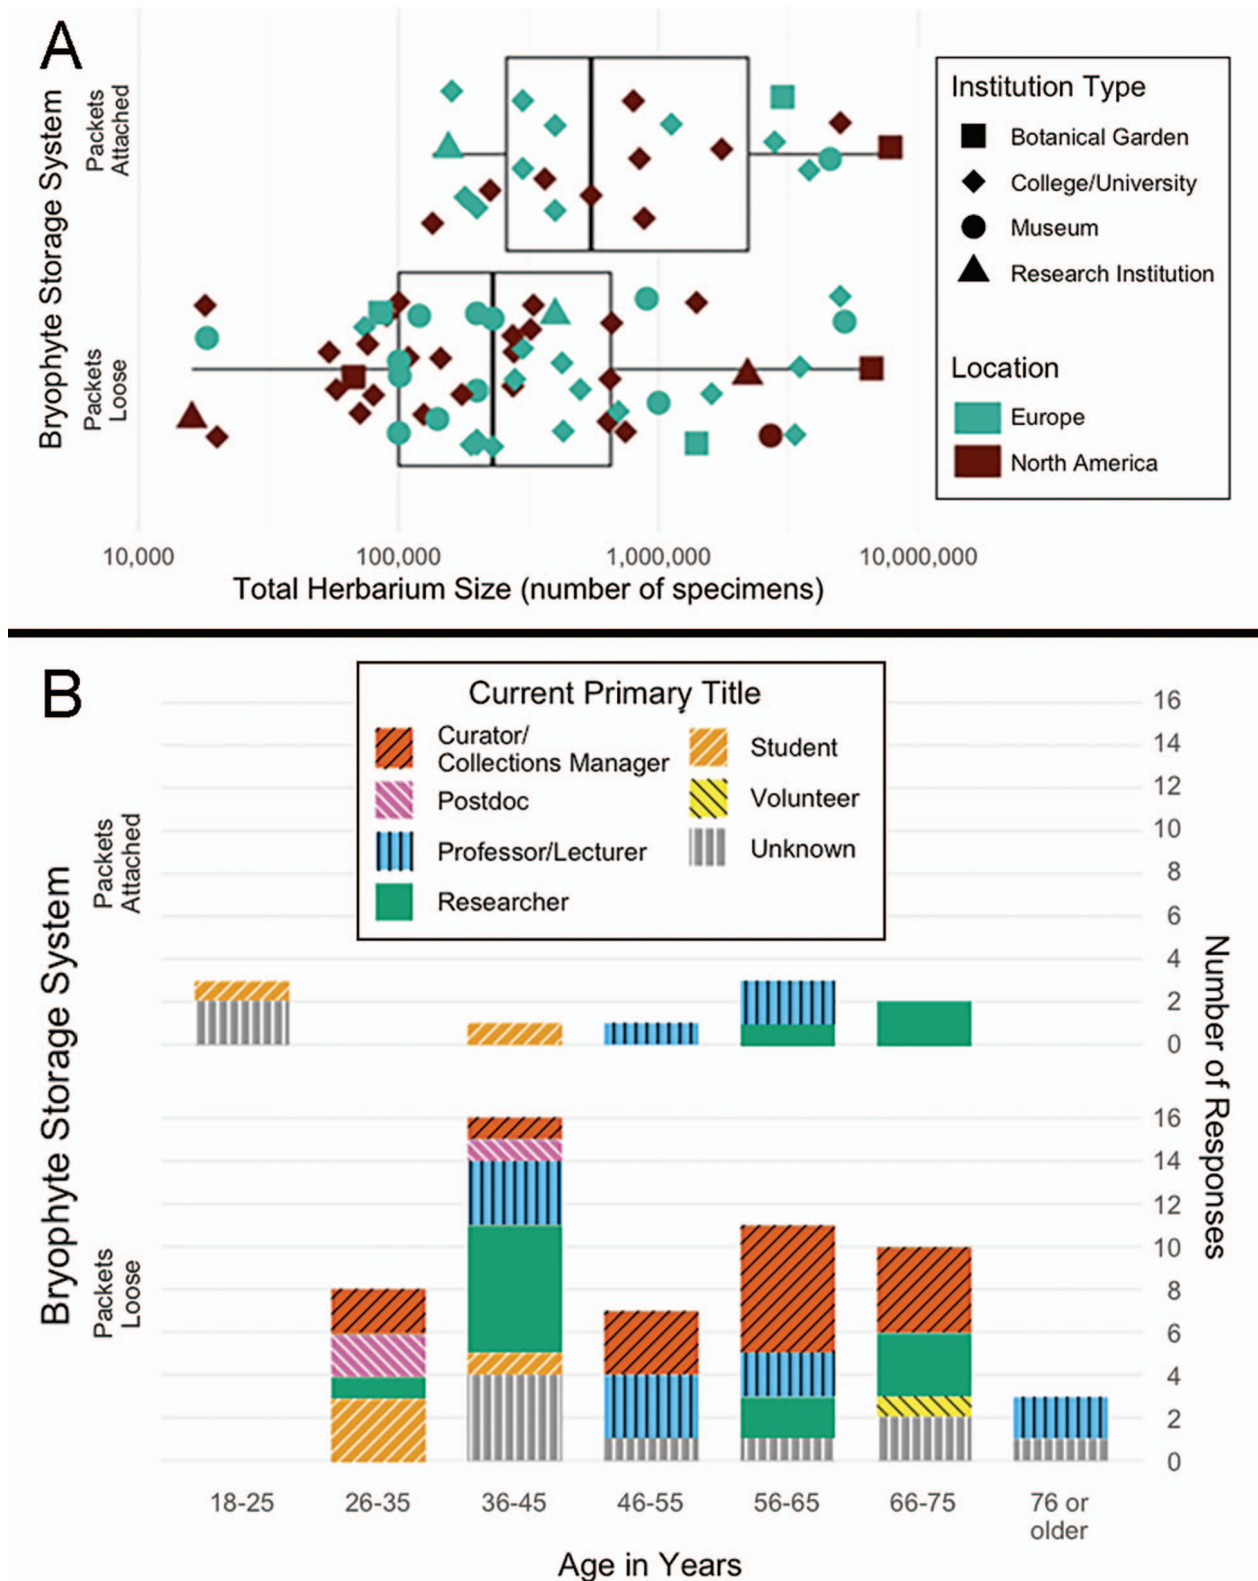 A
Bryophyte Storage System
Packets
Attached
Packets
Loose
10,000
100,000
1,000,000
10,000,000
Total Herbarium Size (number of specimens)
Institution Type
Botanical Garden
College/University
Museum
Research Institution
Location
Europe
North America
B
Current Primary Title
Curator/
Collections Manager
Postdoc
Professor/Lecturer
Researcher
Student
Volunteer
Unknown
Bryophyte Storage System
Packets
Attached
Packets
Loose
16
14
12
10
8
6
4
2
0
16
14
12
10
8
6
4
2
0
Number of Responses
18-25
26-35
36-45
46-55
56-65
66-75
76 or
older
Age in Years